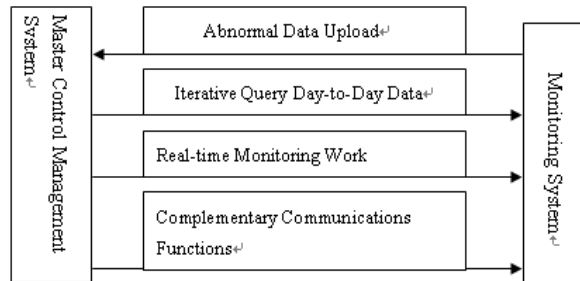 Master Control Management
System↵
Abnormal Data Upload↵
Iterative Query Day-to-Day Data↵
Real-time Monitoring Work
Complementary Communications
Functions↵
Monitoring System↵